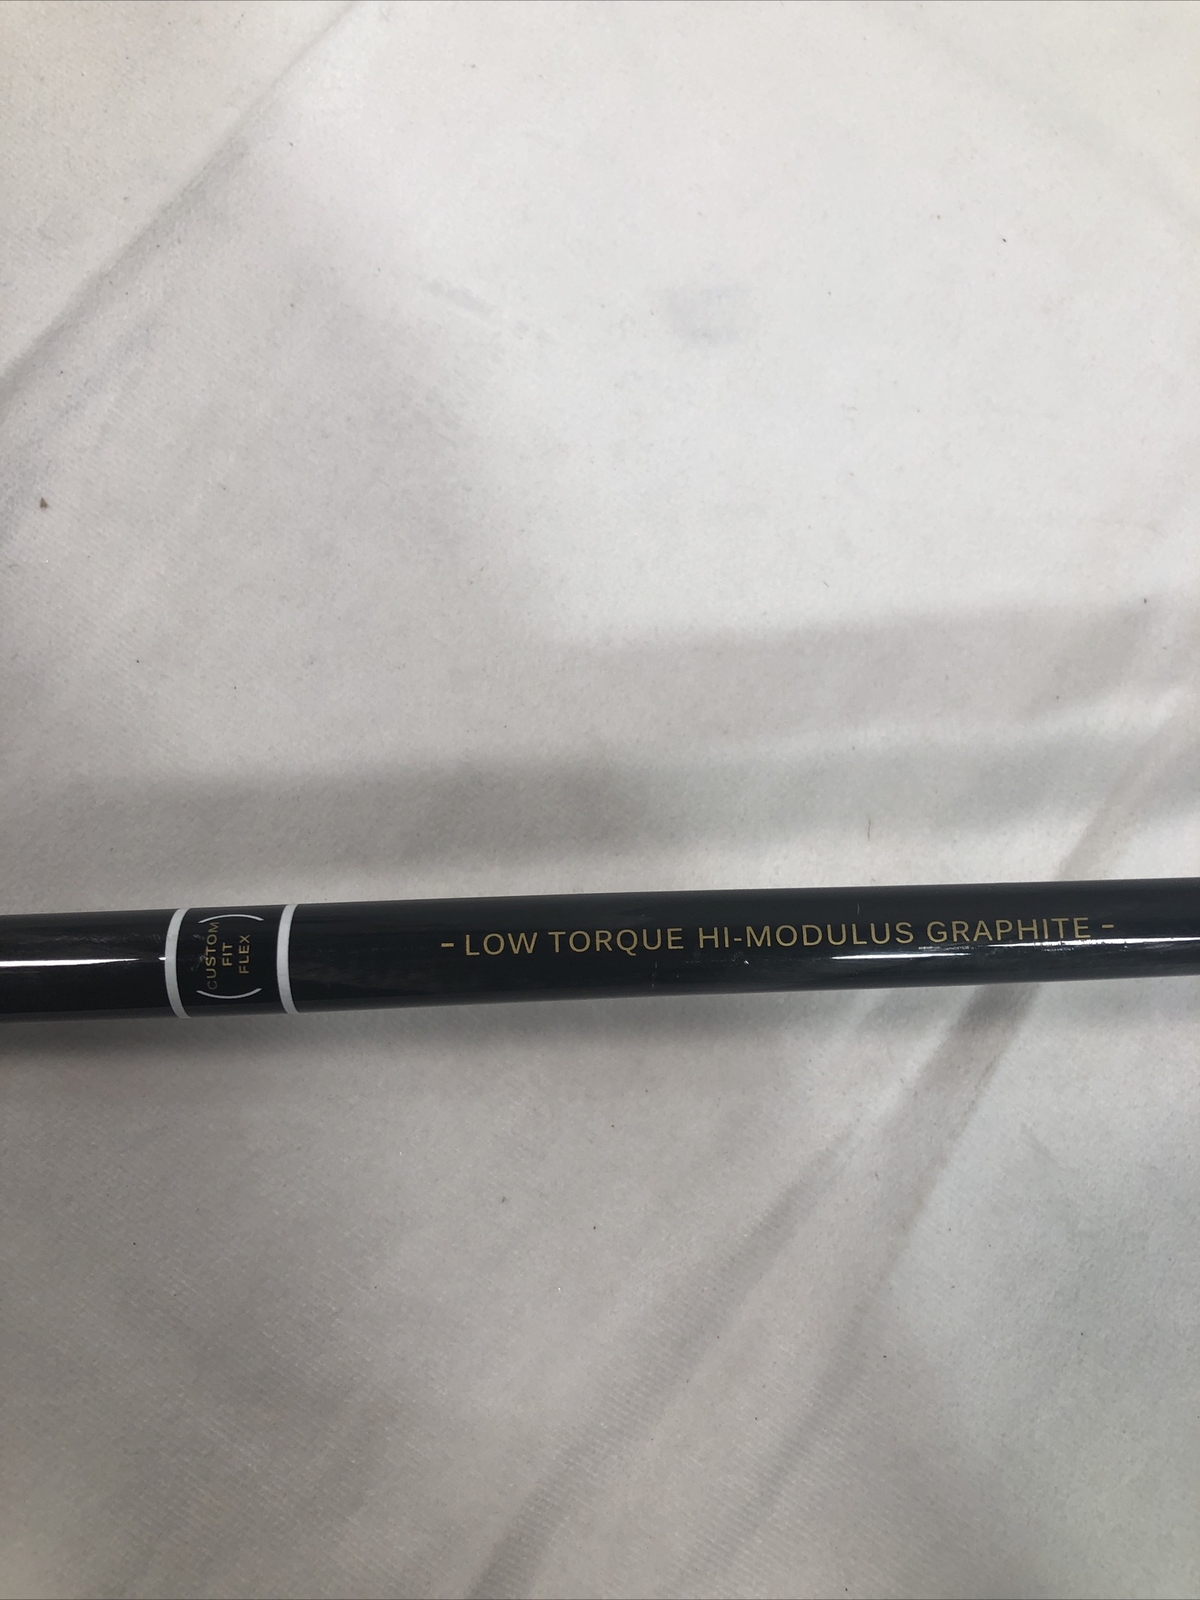 CUSTOM
FIT
FLEX
- LOW TORQUE HI-MODULUS GRAPHITE -